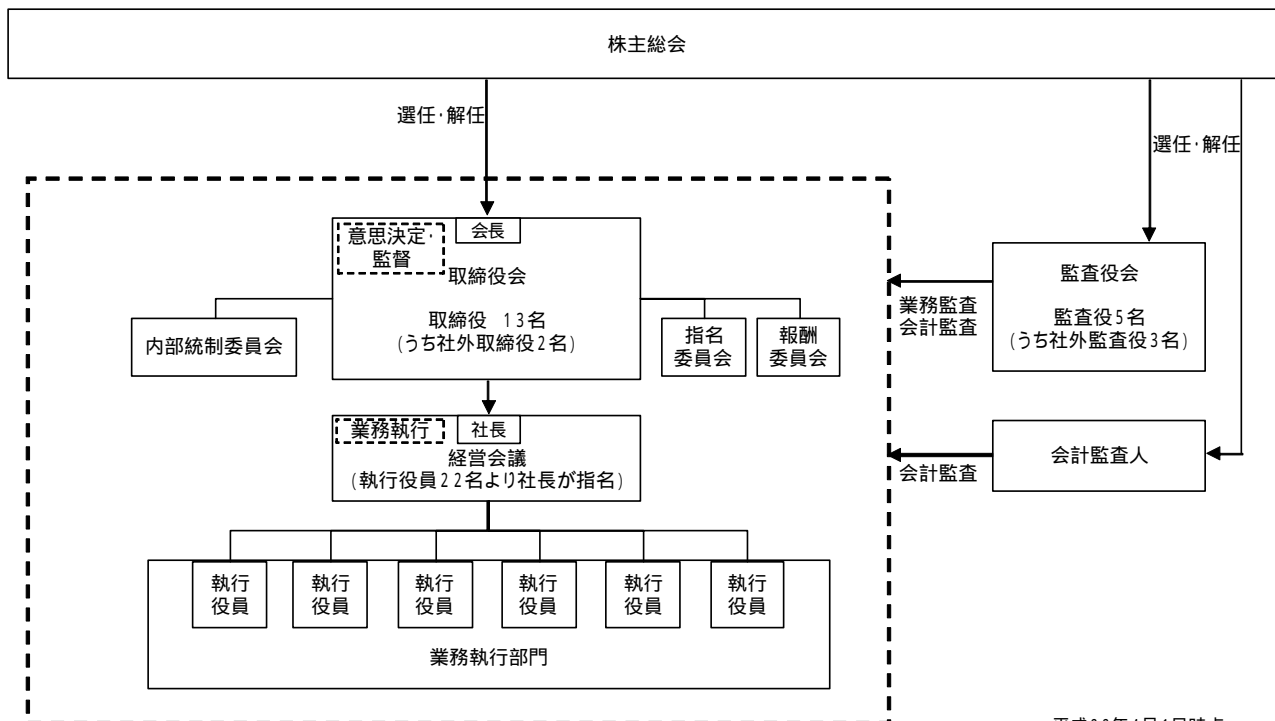 株主総会
選任・解任
選任・解任
意思決定・
監督
会長
取締役会
取締役 13名
(うち社外取締役2名)
内部統制委員会
指名
委員会
報酬
委員会
業務監査
会計監査
監査役会
監査役5名
(うち社外監査役3名)
業務執行
社長
経営会議
(執行役員22名より社長が指名)
会計監査
会計監査人
執行
役員
執行
役員
執行
役員
執行
役員
執行
役員
執行
役員
業務執行部門